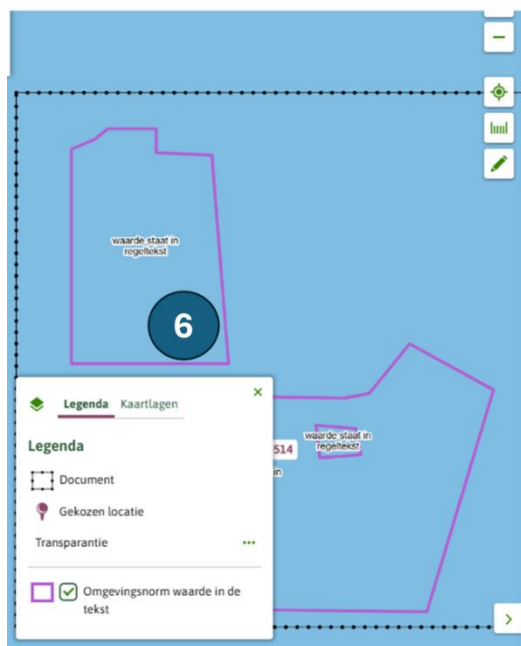 waarde staat in
regeltekst
6
Legenda Kaartlagen
Legenda
Document
Gekozen locatie
Transparantie
Omgevingsnorm waarde in de
tekst
514
in
waarde staat in
regeltekst